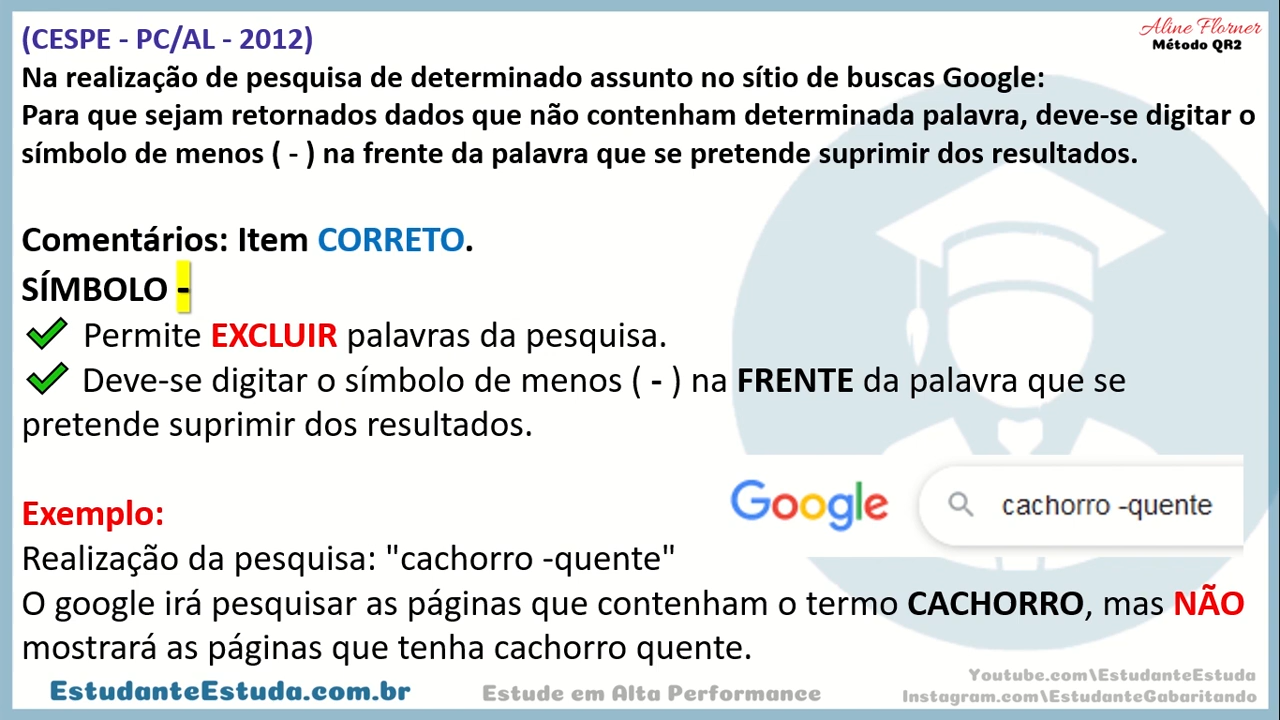 (CESPE - PC/AL - 2012)
Aline Florner
Método QR2
Na realização de pesquisa de determinado assunto no sítio de buscas Google:
Para que sejam retornados dados que não contenham determinada palavra, deve-se digitar o
símbolo de menos ( - ) na frente da palavra que se pretende suprimir dos resultados.
Comentários: Item CORRETO.
SÍMBOLO -
Permite EXCLUIR palavras da pesquisa.
Deve-se digitar o símbolo de menos ( - ) na FRENTE da palavra que se
pretende suprimir dos resultados.
Google cachorro -quente
Exemplo:
Realização da pesquisa: "cachorro -quente"
O google irá pesquisar as páginas que contenham o termo CACHORRO, mas NÃO
mostrará as páginas que tenha cachorro quente.
EstudanteEstuda.com.br
Estude em Alta Performance
Youtube.com\EstudanteEstuda
Instagram.com\EstudanteGabaritando